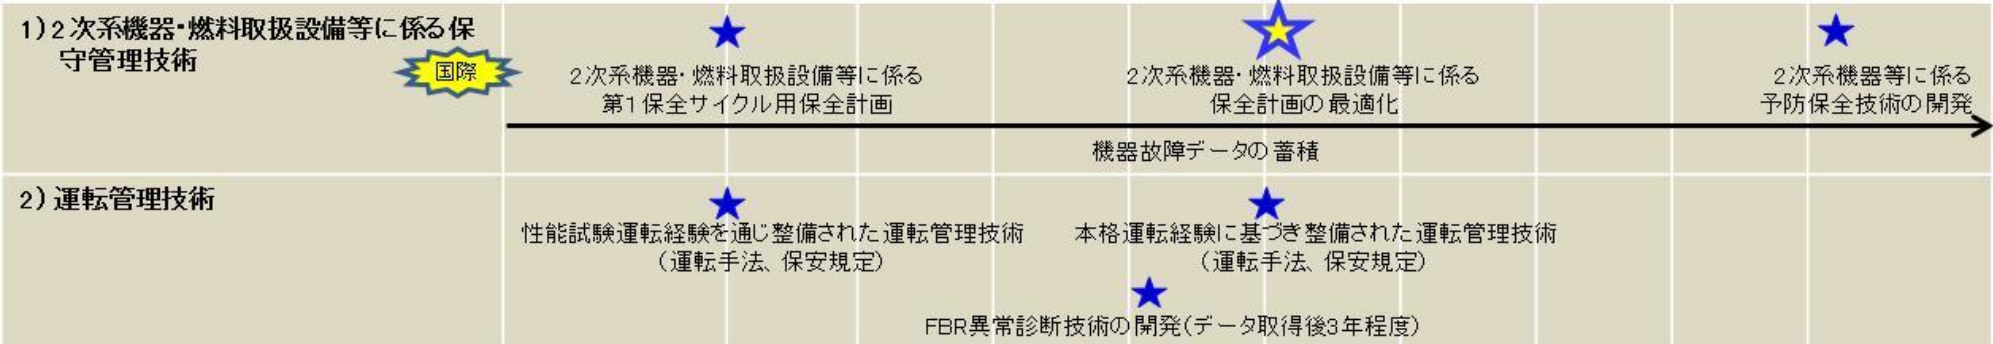 1)2次系機器・燃料取扱設備等に係る保
守管理技術
国際
2次系機器・燃料取扱設備等に係る
第1保全サイクル用保全計画
2次系機器・燃料取扱設備等に係る
保全計画の最適化
2次系機器等に係る
予防保全技術の開発
機器故障データの蓄積
2)運転管理技術
性能試験運転経験を通じ整備された運転管理技術
(運転手法、保安規定)
本格運転経験に基づき整備された運転管理技術
(運転手法、保安規定)
FBR異常診断技術の開発(データ取得後3年程度)